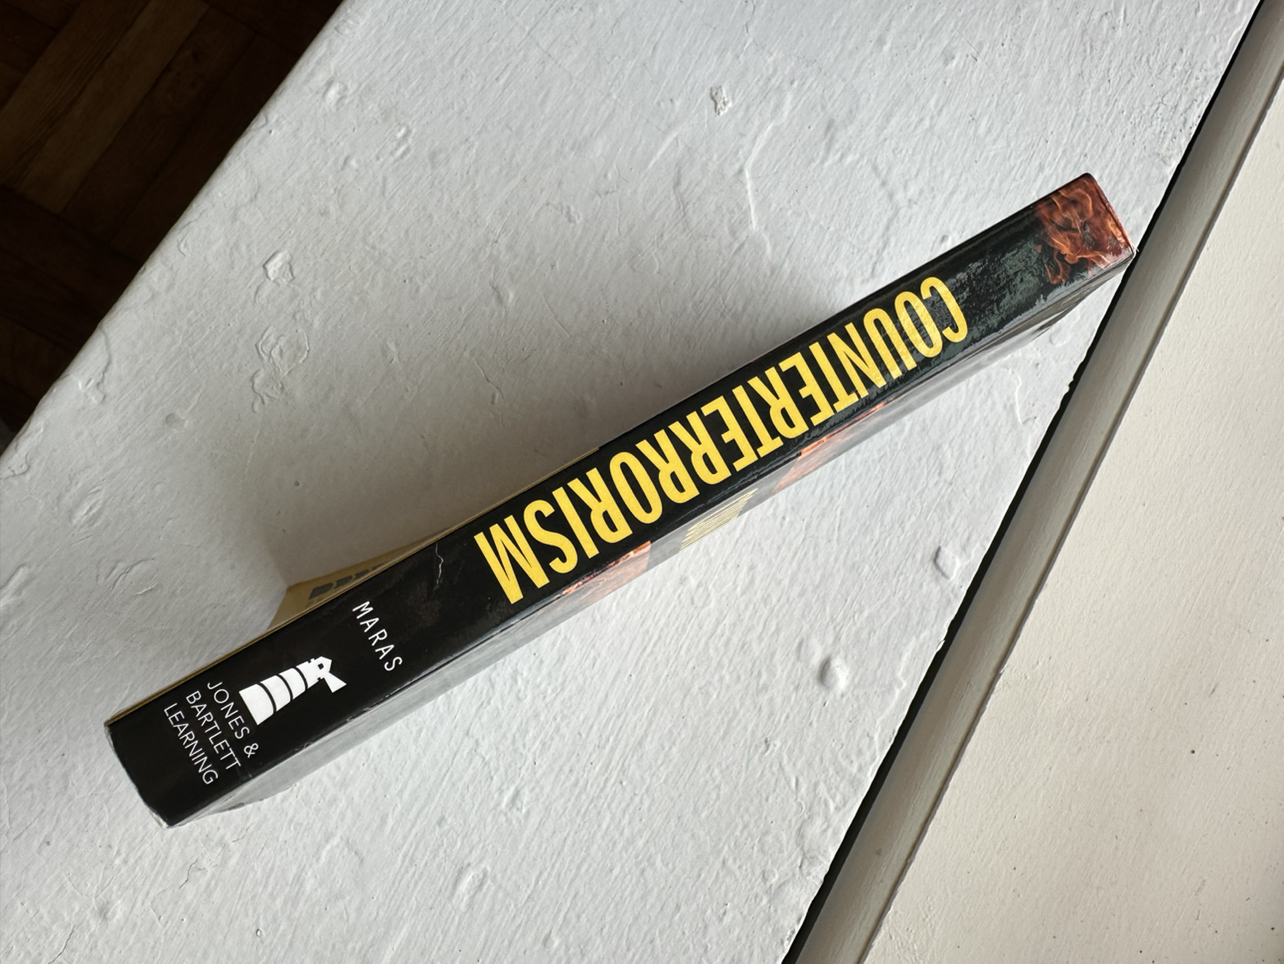 COUNTERTERRORISM
MARAS
JONES &
BARTLETT
LEARNING